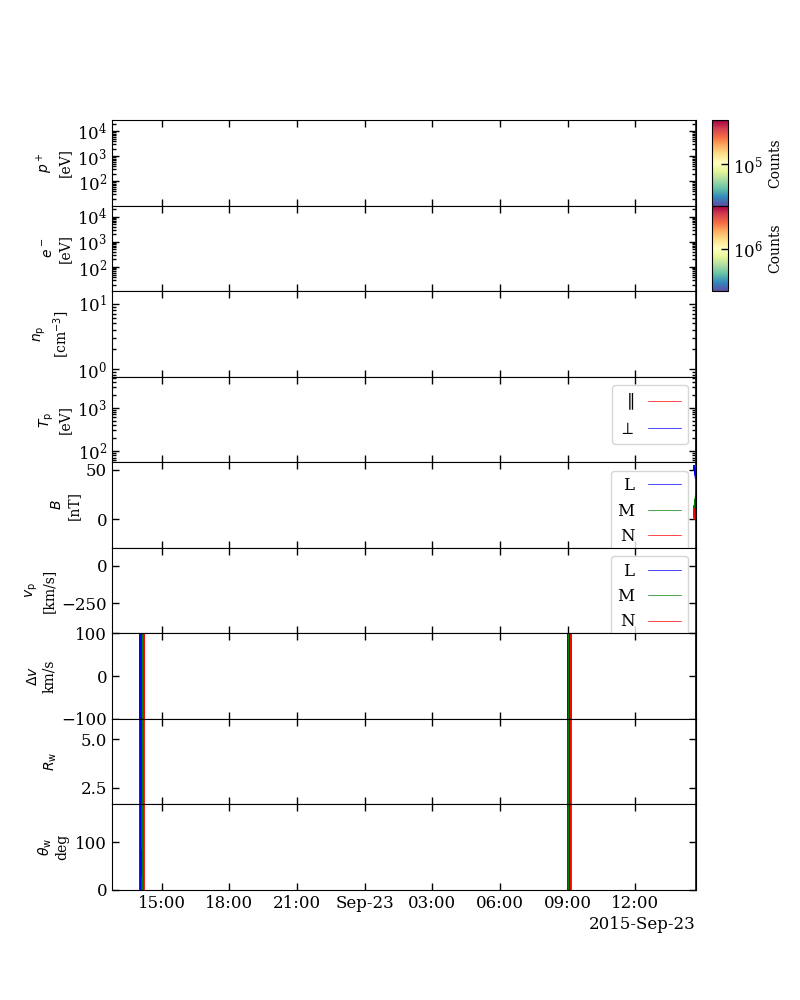 10⁴
10³
10²
p⁺
[eV]
10⁵
Counts
10⁴
10³
10²
e⁻
[eV]
10⁶
Counts
10¹
10⁰
nₚ
[cm⁻³]
10³
10²
Tₚ
[eV]
∥
⊥
50
0
B
[nT]
L
M
N
0
−250
vₚ
[km/s]
L
M
N
100
0
−100
Δv
km/s
5.0
2.5
R_w
100
0
θ_w
deg
15:00 18:00 21:00 Sep-23 03:00 06:00 09:00 12:00
2015-Sep-23